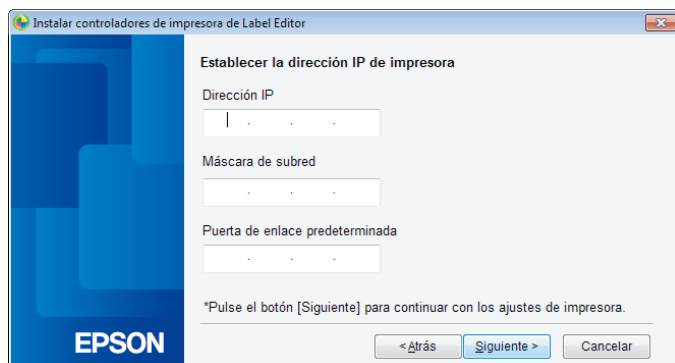 Instalar controladores de impresora de Label Editor
Establecer la dirección IP de impresora
Dirección IP
. . .
Máscara de subred
. . .
Puerta de enlace predeterminada
. . .
*Pulse el botón [Siguiente] para continuar con los ajustes de impresora.
EPSON
< Atrás Siguiente > Cancelar